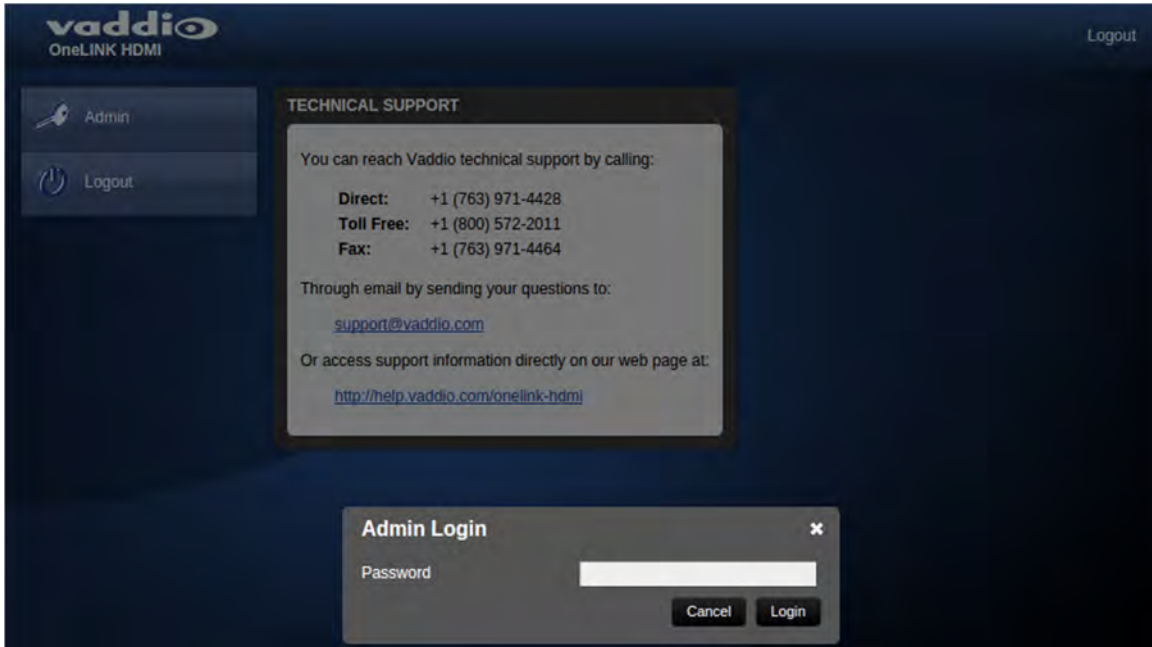 vaddio
OneLINK HDMI
Logout
Admin
Logout
TECHNICAL SUPPORT
You can reach Vaddio technical support by calling:
Direct: +1 (763) 971-4428
Toll Free: +1 (800) 572-2011
Fax: +1 (763) 971-4464
Through email by sending your questions to:
support@vaddio.com
Or access support information directly on our web page at:
http://help.vaddio.com/onelink-hdmi
Admin Login
Password
Cancel Login